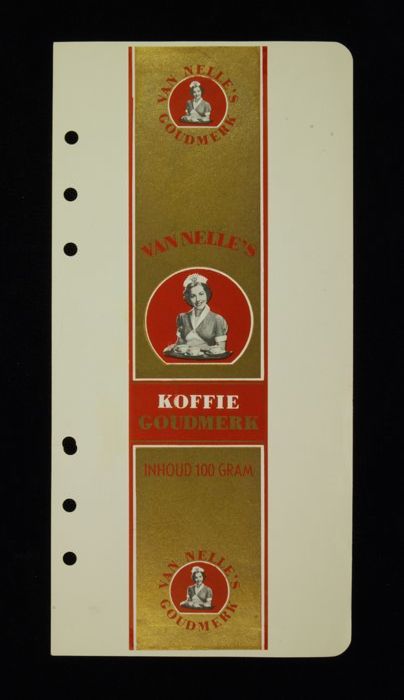 VAN NELLE'S
GOUDMERK
VAN NELLE'S
KOFFIE
GOUDMERK
INHOUD 100 GRAM
VAN NELLE'S
GOUDMERK